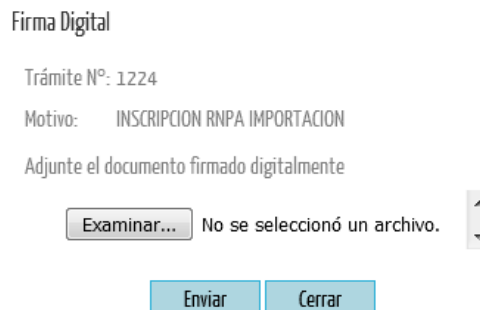 Firma Digital
Trámite Nº: 1224
Motivo: INSCRIPCION RNPA IMPORTACION
Adjunte el documento firmado digitalmente
Examinar... No se seleccionó un archivo.
Enviar Cerrar